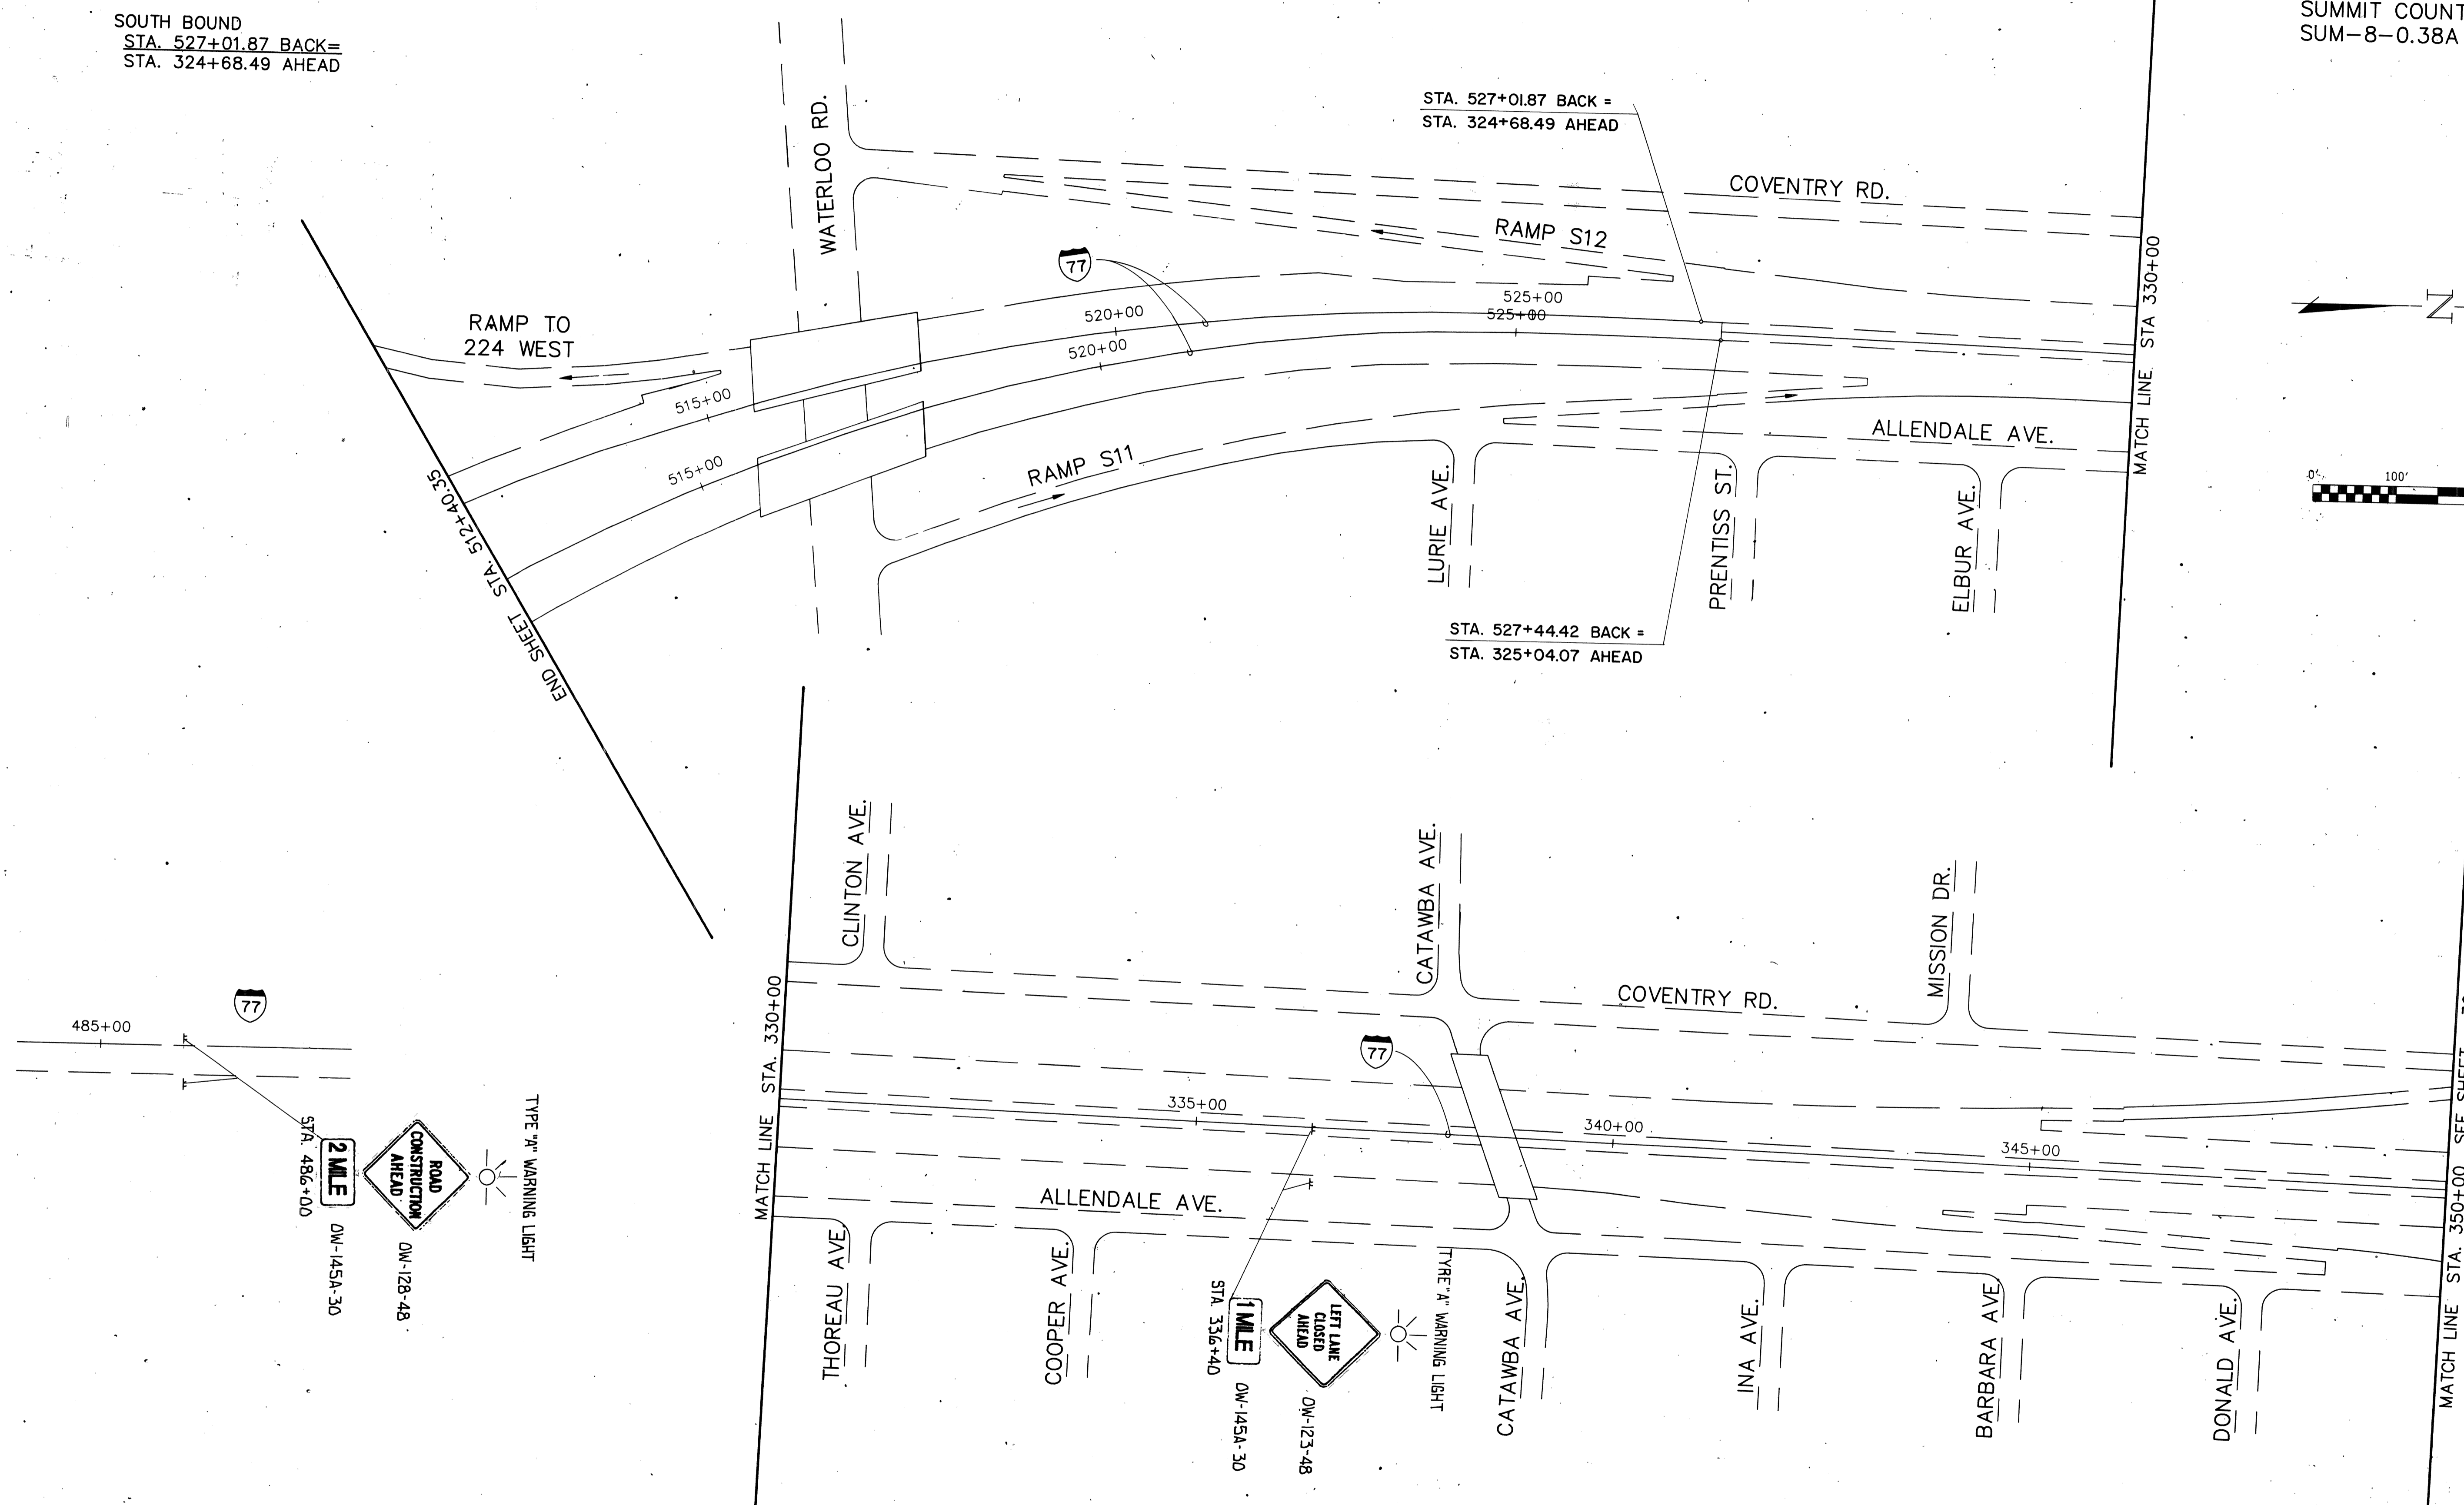 SOUTH BOUND
STA. 527+01.87 BACK=
STA. 324+68.49 AHEAD
SUMMIT COUNT
SUM-8-0.38A
WATERLOO RD.
STA. 527+01.87 BACK =
STA. 324+68.49 AHEAD
COVENTRY RD.
RAMP S12
77
525+00
525+00
520+00
520+00
RAMP TO
224 WEST
515+00
515+00
RAMP S11
ALLENDALE AVE.
MATCH LINE STA 330+00
N
0' 100'
LURIE AVE.
PRENTISS ST.
ELBUR AVE.
END SHEET STA. 512+40.35
STA. 527+44.42 BACK =
STA. 325+04.07 AHEAD
CLINTON AVE.
CATAWBA AVE.
MISSION DR.
COVENTRY RD.
77
485+00
77
335+00
340+00
345+00
MATCH LINE STA. 330+00
ALLENDALE AVE.
TYPE "A" WARNING LIGHT
ROAD
CONSTRUCTION
AHEAD
OW-128-48
2 MILE
OW-145A-30
STA. 486+00
THOREAU AVE.
COOPER AVE.
TYPE "A" WARNING LIGHT
LEFT LANE
CLOSED
AHEAD
OW-123-48
1 MILE
OW-145A-30
STA. 336+40
CATAWBA AVE.
INA AVE.
BARBARA AVE.
DONALD AVE.
MATCH LINE STA. 350+00 SEE SHEET